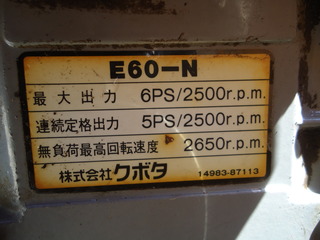 E60-N
最大出力 6PS/2500r.p.m.
連続定格出力 5PS/2500r.p.m.
無負荷最高回転速度 2650r.p.m.
株式会社クボタ 14983-87113